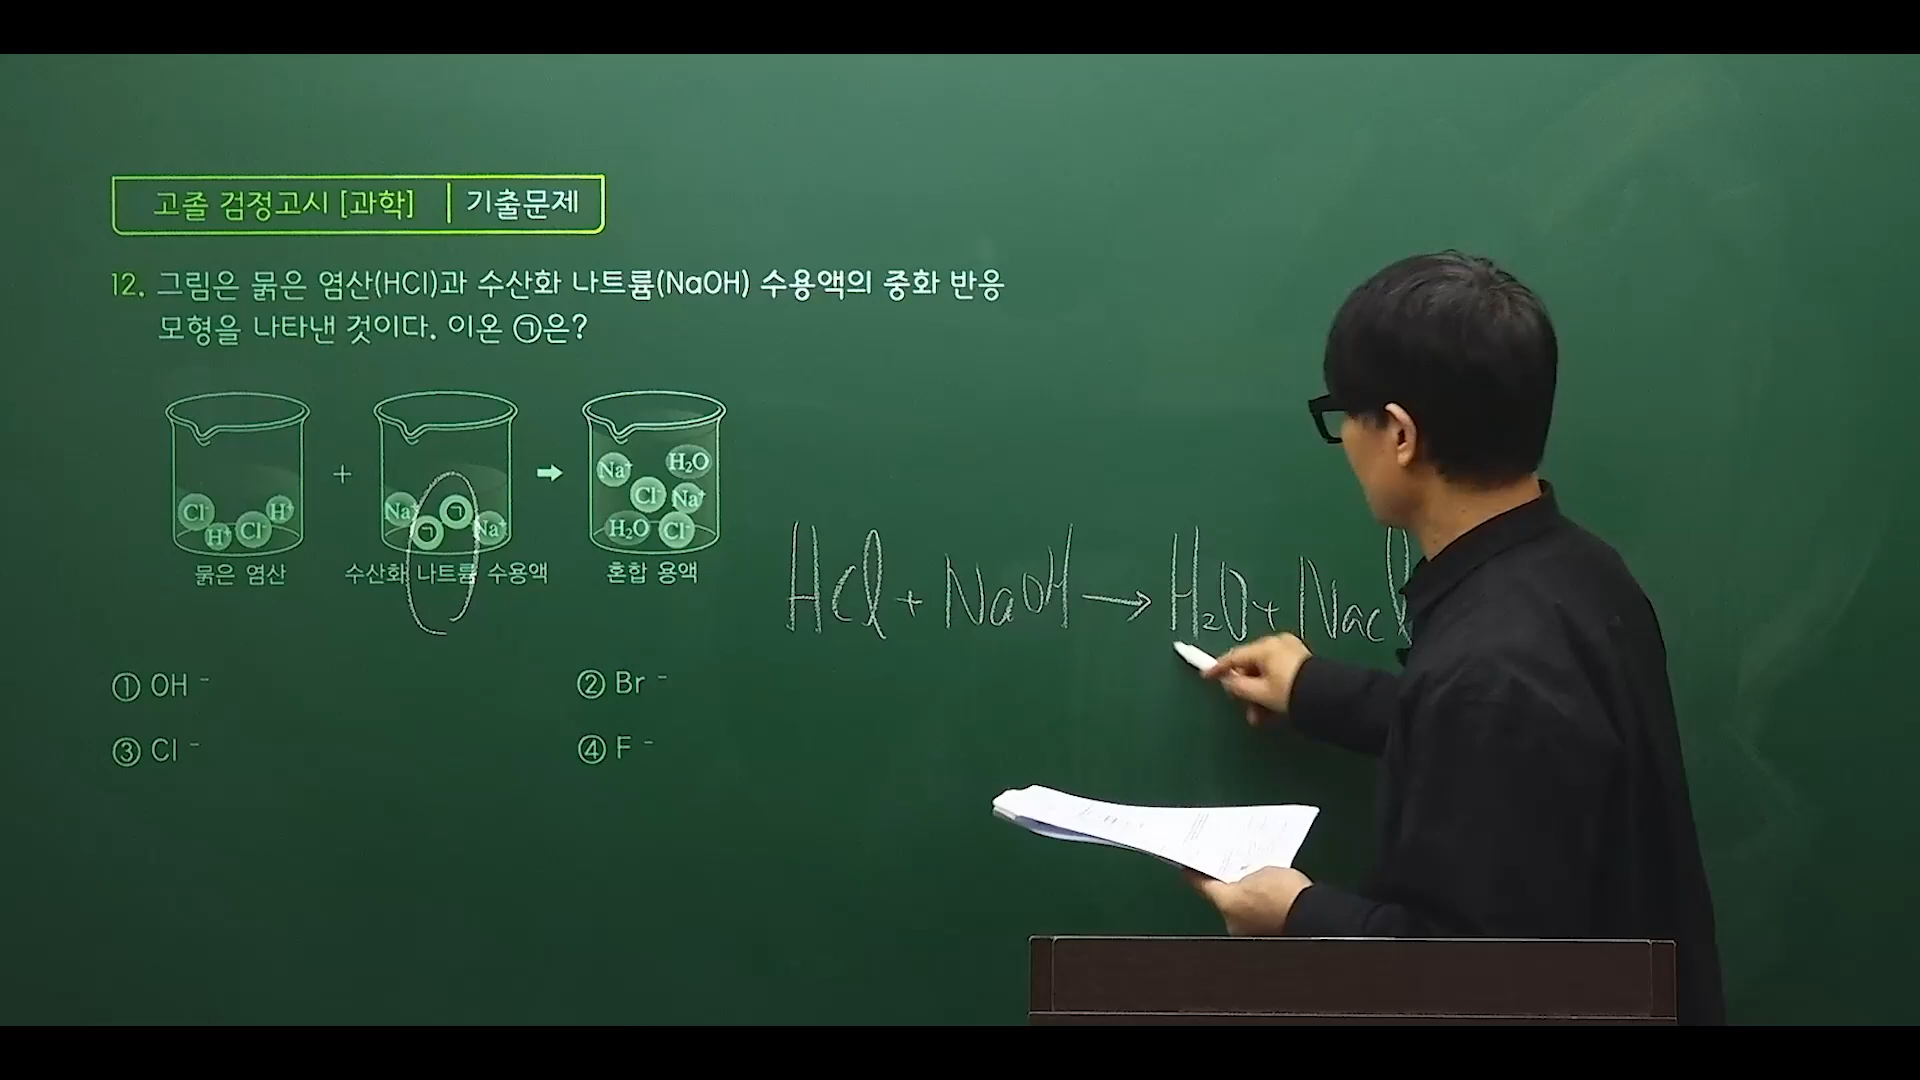 고졸 검정고시 [과학] 기출문제
12. 그림은 묽은 염산(HCl)과 수산화 나트륨(NaOH) 수용액의 중화 반응
모형을 나타낸 것이다. 이온 ㉠은?
Na⁺ H₂O
Cl⁻ H⁺ Cl⁻ H⁺ + Na⁺ ㉠ ㉠ Na⁺ → Cl⁻ Na⁺
H₂O Cl⁻
묽은 염산 수산화 나트륨 수용액 혼합 용액
HCl + NaOH → H₂O + NaCl
① OH⁻ ② Br⁻
③ Cl⁻ ④ F⁻